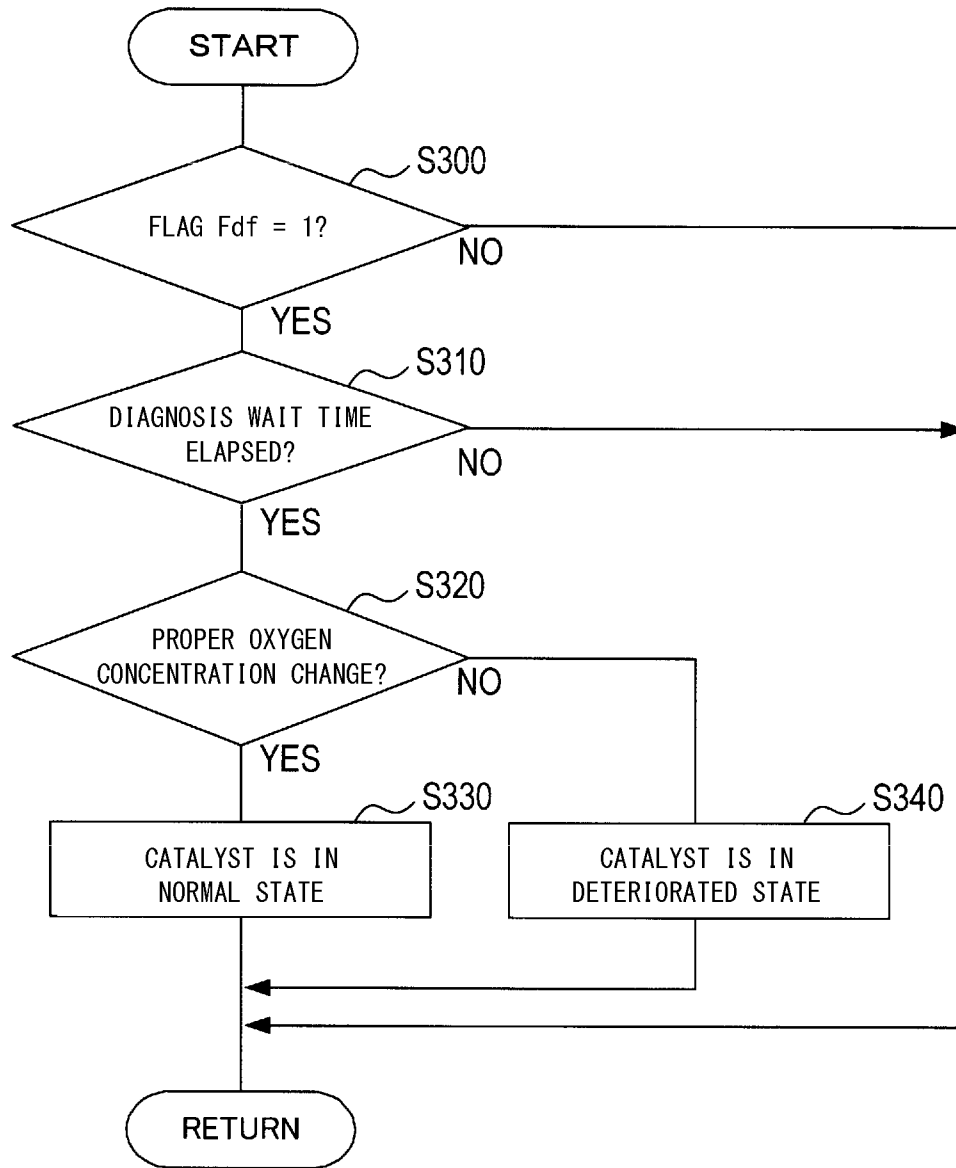 START
S300
FLAG Fdf = 1?
NO
YES
S310
DIAGNOSIS WAIT TIME
ELAPSED?
NO
YES
S320
PROPER OXYGEN
CONCENTRATION CHANGE?
NO
YES
S330
S340
CATALYST IS IN
NORMAL STATE
CATALYST IS IN
DETERIORATED STATE
RETURN